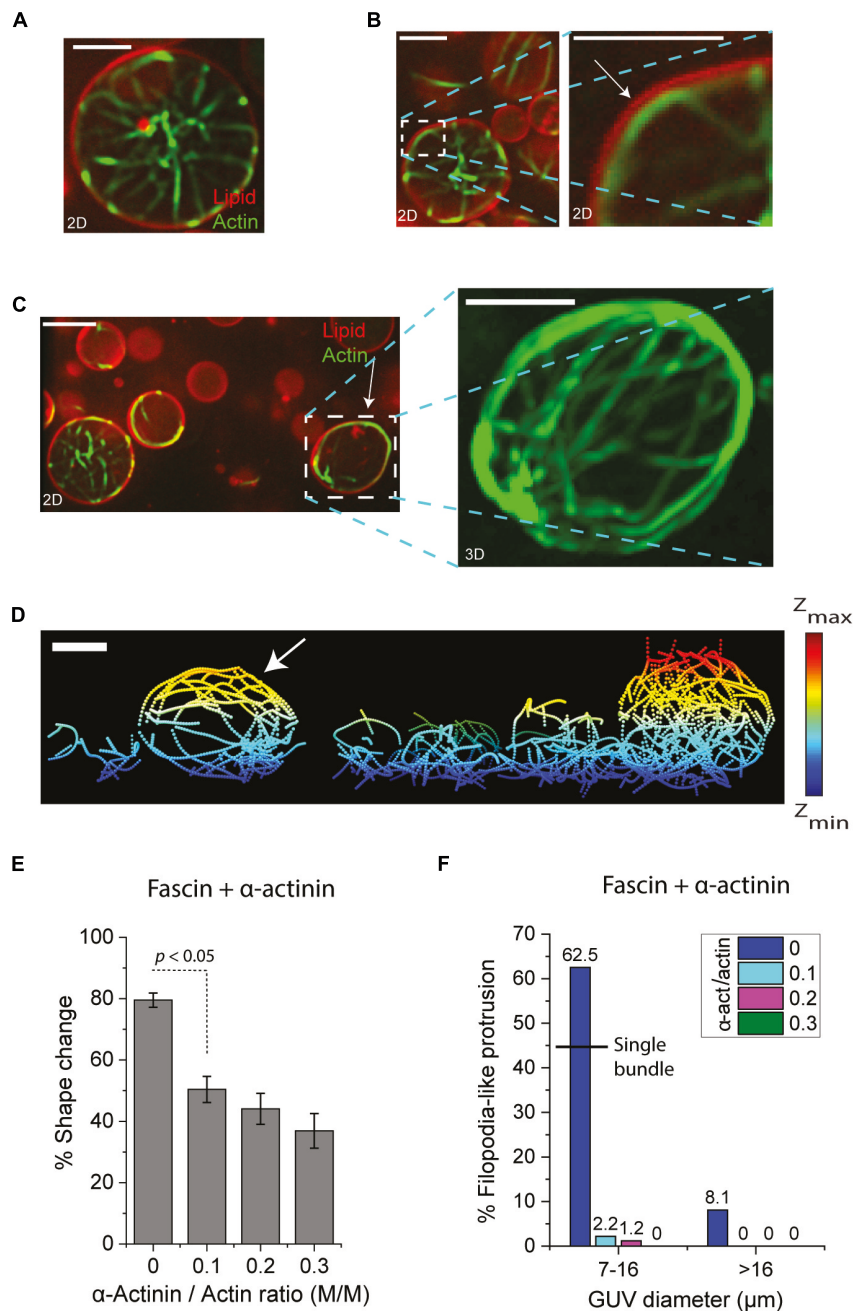 A
Lipid
Actin
2D
B
2D
2D
C
Lipid
Actin
2D
3D
D
Zmax
Zmin
E
Fascin + α-actinin
% Shape change
100
80
60
40
20
0
p < 0.05
0 0.1 0.2 0.3
α-Actinin / Actin ratio (M/M)
F
Fascin + α-actinin
% Filopodia-like protrusion
70
60
50
40
30
20
10
0
62.5
Single
bundle
2.2
1.2
0
8.1
0 0 0
α-act/actin
0
0.1
0.2
0.3
7-16 >16
GUV diameter (μm)